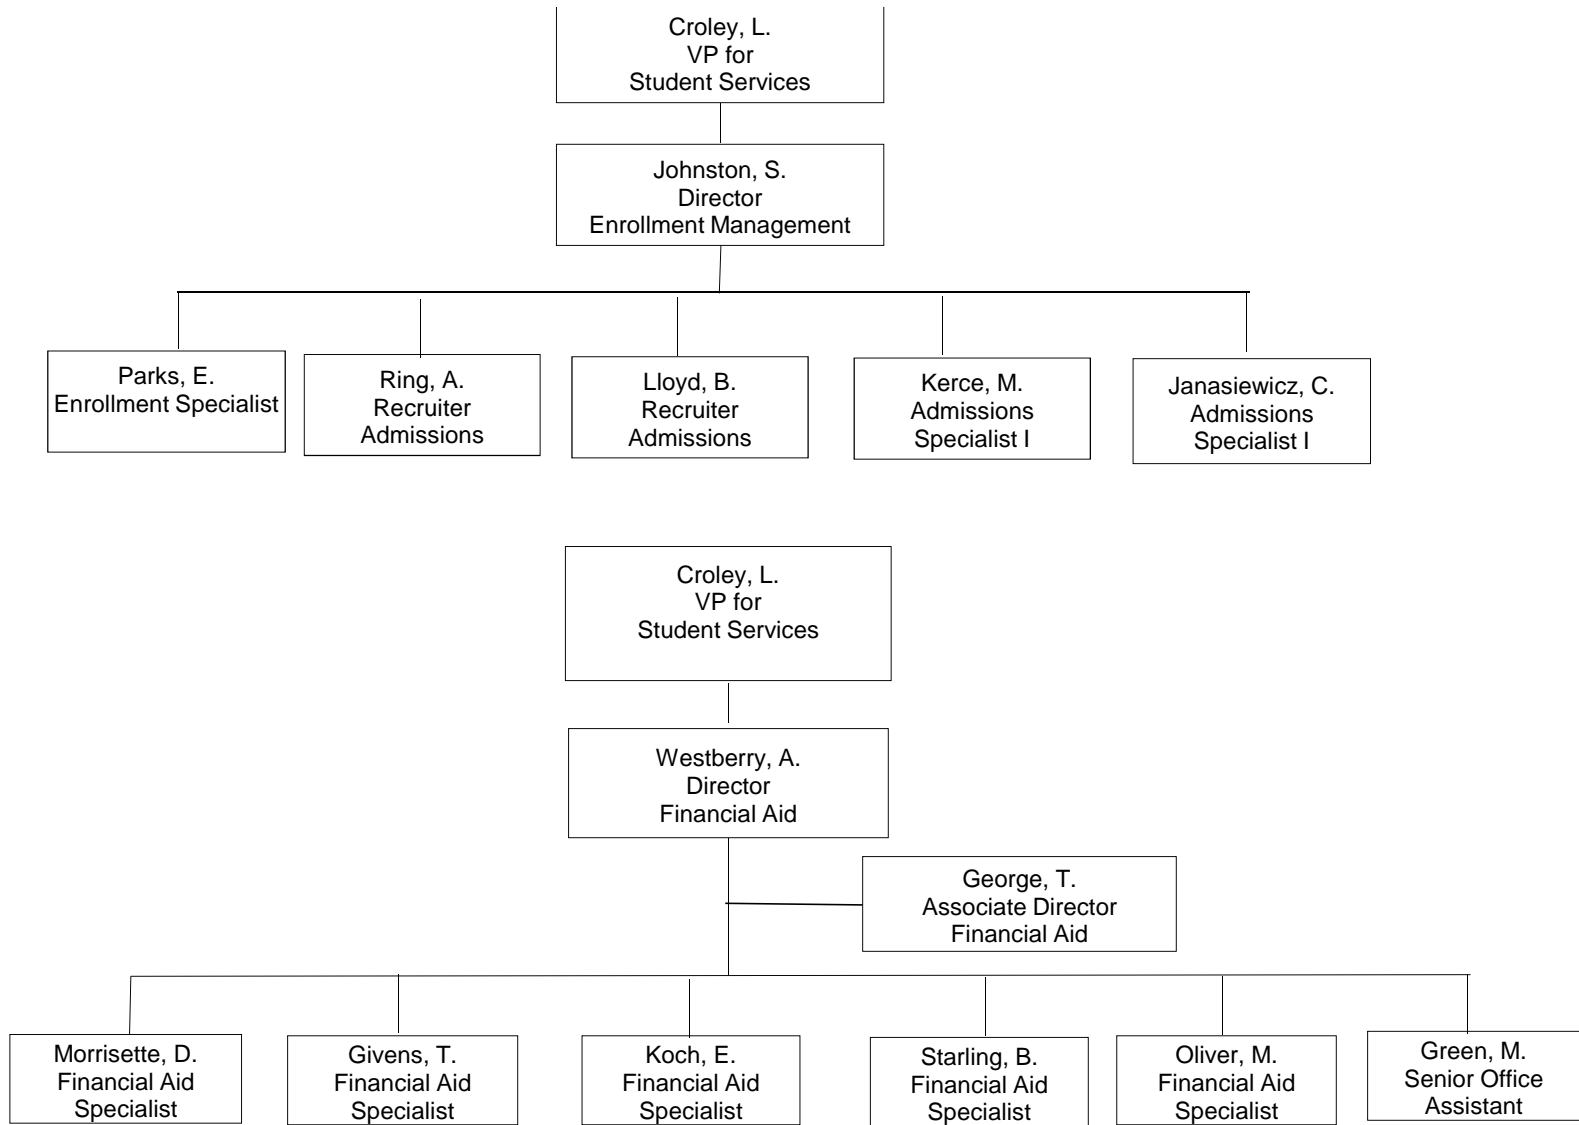 Croley, L.
VP for
Student Services
Johnston, S.
Director
Enrollment Management
Parks, E.
Enrollment Specialist
Ring, A.
Recruiter
Admissions
Lloyd, B.
Recruiter
Admissions
Kerce, M.
Admissions
Specialist I
Janasiewicz, C.
Admissions
Specialist I
Croley, L.
VP for
Student Services
Westberry, A.
Director
Financial Aid
George, T.
Associate Director
Financial Aid
Morrisette, D.
Financial Aid
Specialist
Givens, T.
Financial Aid
Specialist
Koch, E.
Financial Aid
Specialist
Starling, B.
Financial Aid
Specialist
Oliver, M.
Financial Aid
Specialist
Green, M.
Senior Office
Assistant